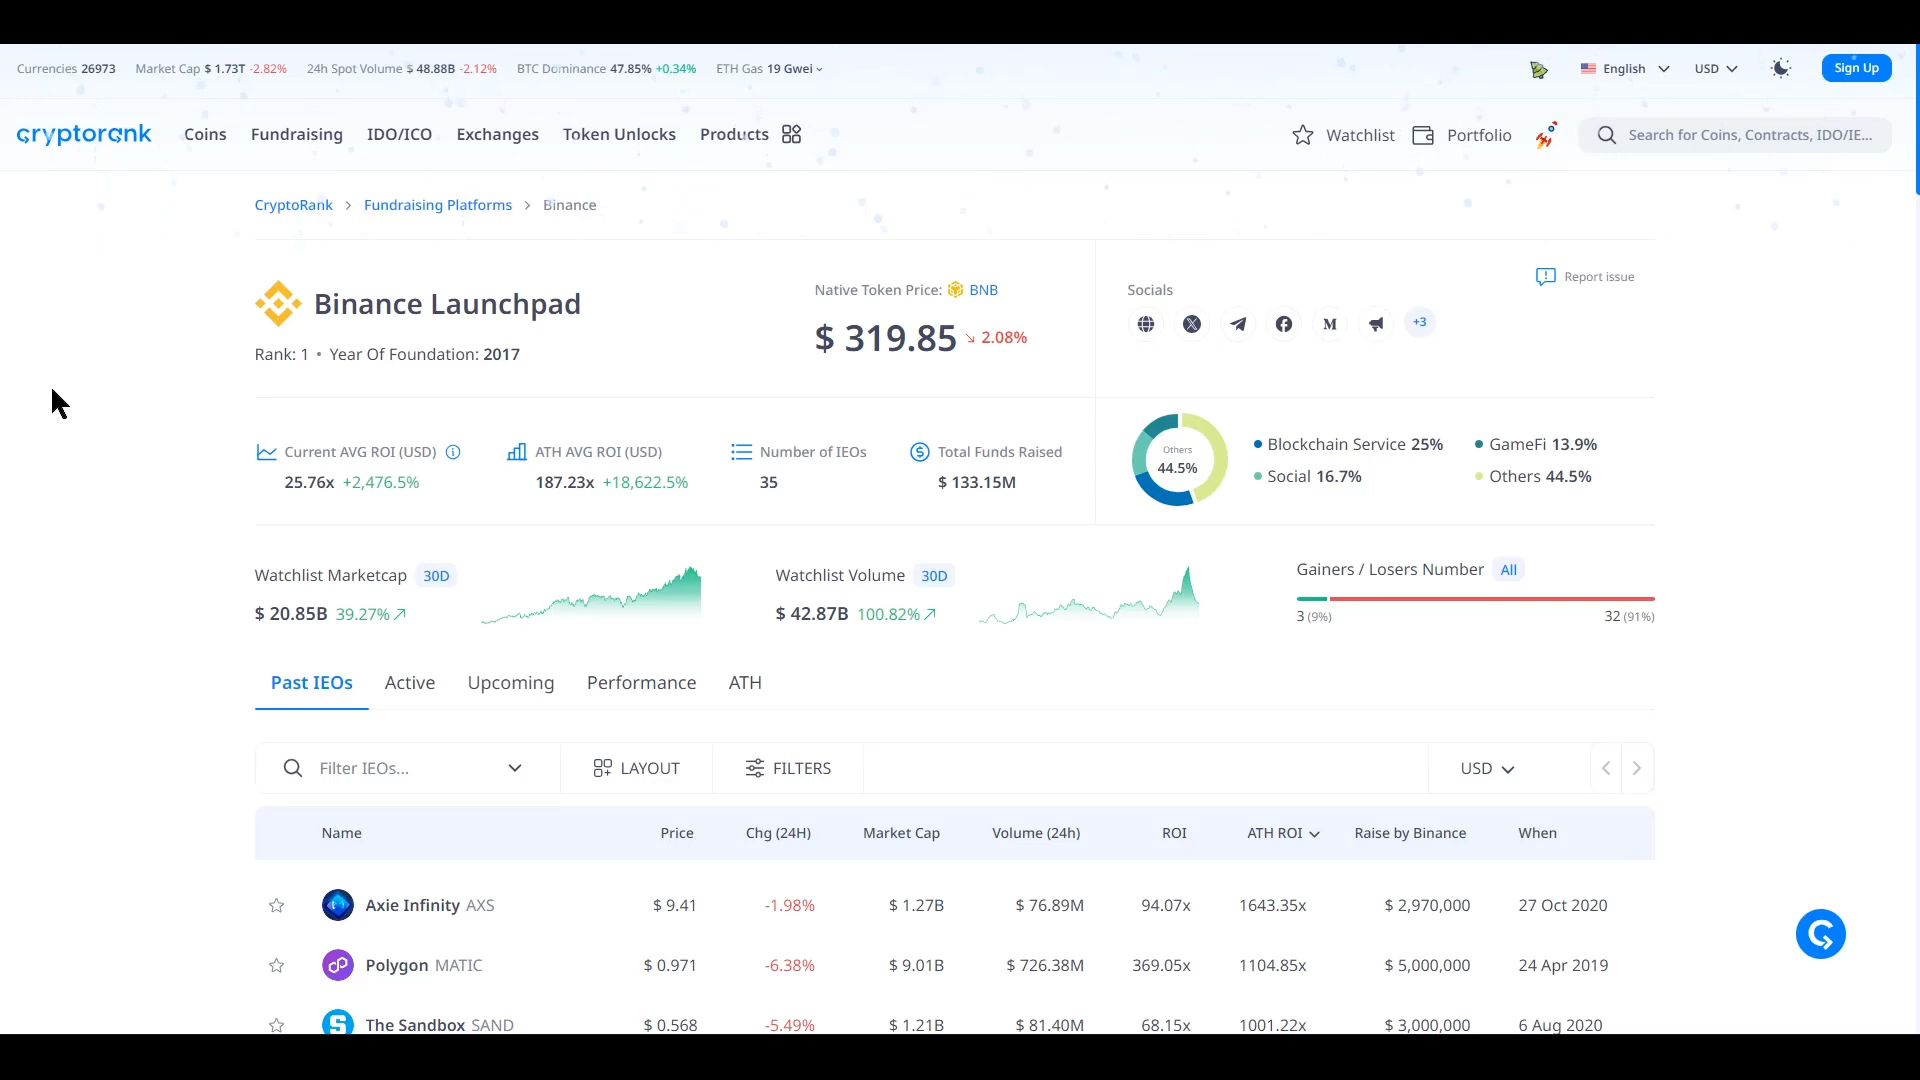 Currencies 26973 Market Cap $ 1.73T -2.82% 24h Spot Volume $ 48.88B -2.12% BTC Dominance 47.85% +0.34% ETH Gas 19 Gwei English USD Sign Up
cryptorank Coins Fundraising IDO/ICO Exchanges Token Unlocks Products Watchlist Portfolio Search for Coins, Contracts, IDO/IE...
CryptoRank > Fundraising Platforms > Binance
Binance Launchpad
Rank: 1 • Year Of Foundation: 2017
Native Token Price: BNB
$ 319.85 2.08%
Socials
+3
Report issue
Current AVG ROI (USD) ATH AVG ROI (USD) Number of IEOs Total Funds Raised
25.76x +2,476.5% 187.23x +18,622.5% 35 $ 133.15M
Others
44.5%
Blockchain Service 25% GameFi 13.9%
Social 16.7% Others 44.5%
Watchlist Marketcap 30D
$ 20.85B 39.27%
Watchlist Volume 30D
$ 42.87B 100.82%
Gainers / Losers Number All
3 (9%) 32 (91%)
Past IEOs Active Upcoming Performance ATH
Filter IEOs... LAYOUT FILTERS USD
Name Price Chg (24H) Market Cap Volume (24h) ROI ATH ROI Raise by Binance When
Axie Infinity AXS $ 9.41 -1.98% $ 1.27B $ 76.89M 94.07x 1643.35x $ 2,970,000 27 Oct 2020
Polygon MATIC $ 0.971 -6.38% $ 9.01B $ 726.38M 369.05x 1104.85x $ 5,000,000 24 Apr 2019
The Sandbox SAND $ 0.568 -5.49% $ 1.21B $ 81.40M 68.15x 1001.22x $ 3,000,000 6 Aug 2020